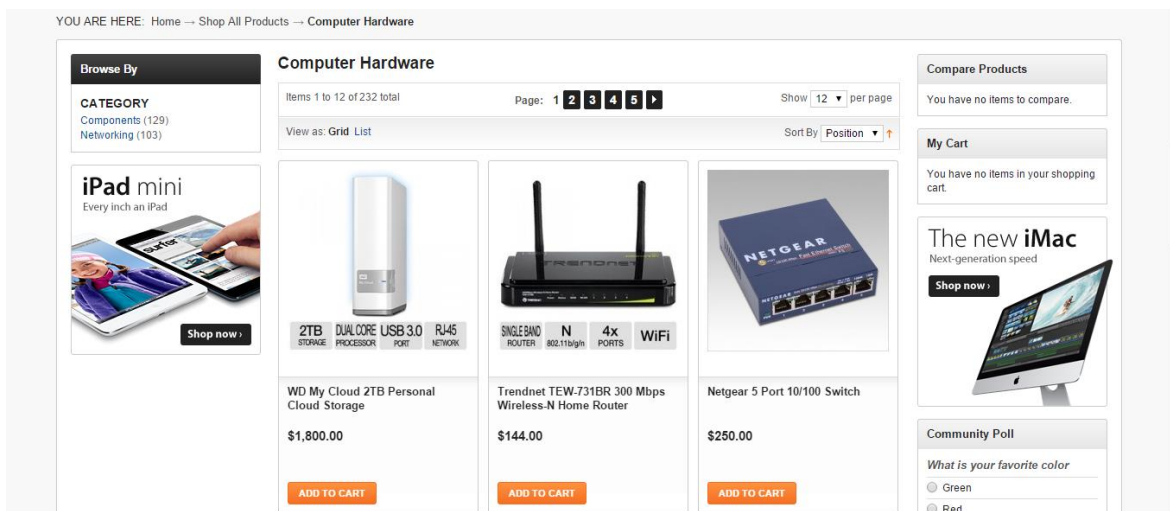 YOU ARE HERE: Home → Shop All Products → Computer Hardware
Browse By
CATEGORY
Components (129)
Networking (103)
iPad mini
Every inch an iPad
surfer
Shop now ›
Computer Hardware
Items 1 to 12 of 232 total
Page: 1 2 3 4 5
Show 12 per page
View as: Grid List
Sort By Position
2TB STORAGE
DUAL CORE PROCESSOR
USB 3.0 PORT
RJ-45 NETWORK
WD My Cloud 2TB Personal
Cloud Storage
$1,800.00
ADD TO CART
TRENDNET
SINGLE BAND ROUTER
N 802.11b/g/n
4x PORTS
WiFi
Trendnet TEW-731BR 300 Mbps
Wireless-N Home Router
$144.00
ADD TO CART
NETGEAR
Netgear 5 Port 10/100 Switch
$250.00
ADD TO CART
Compare Products
You have no items to compare.
My Cart
You have no items in your shopping
cart.
The new iMac
Next-generation speed
Shop now ›
Community Poll
What is your favorite color
Green
Red